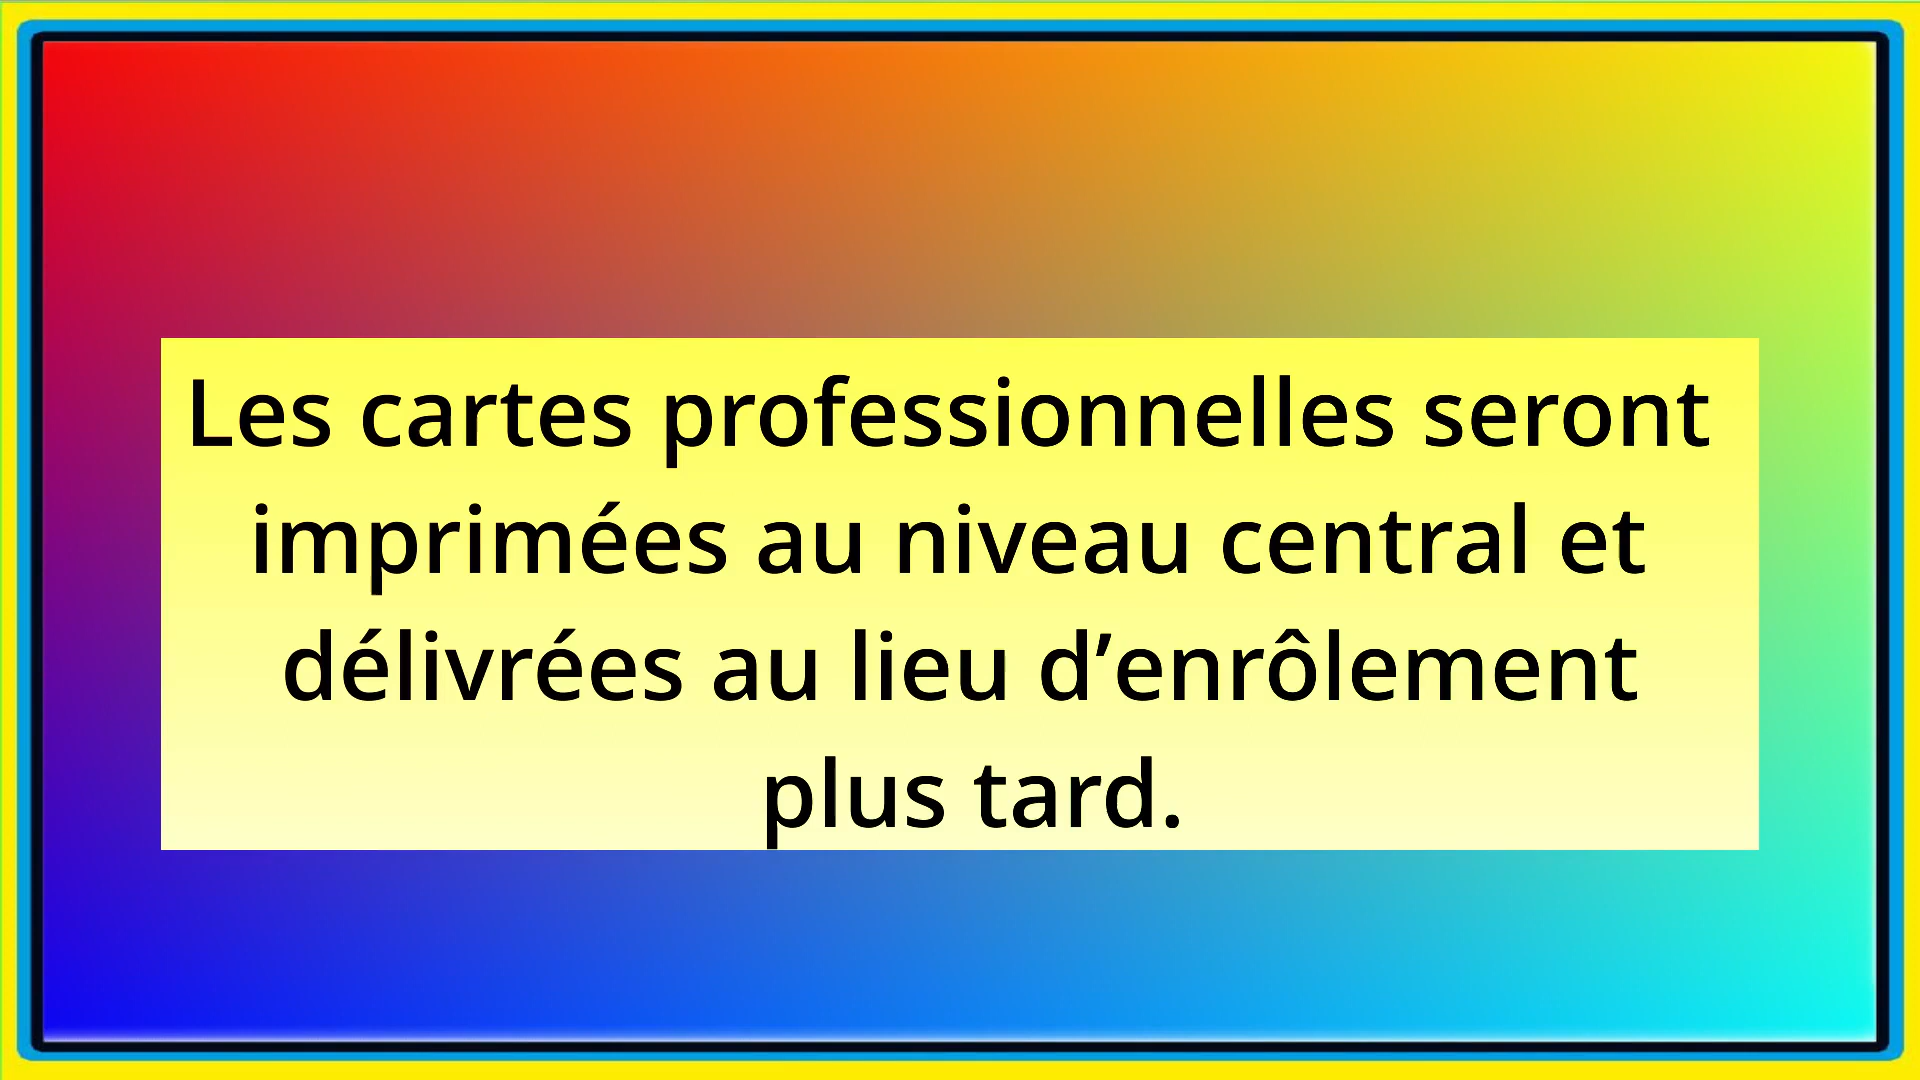 Les cartes professionnelles seront
imprimées au niveau central et
délivrées au lieu d’enrôlement
plus tard.